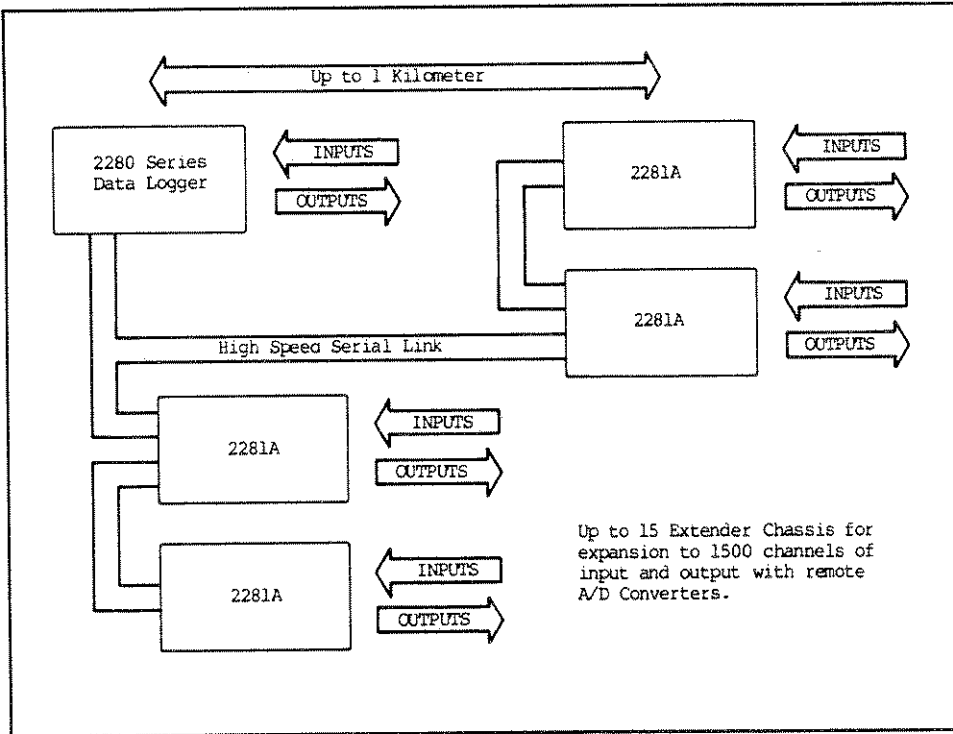 Up to 1 Kilometer
2280 Series
Data Logger
INPUTS
OUTPUTS
2281A
INPUTS
OUTPUTS
2281A
INPUTS
OUTPUTS
High Speed Serial Link
2281A
INPUTS
OUTPUTS
2281A
INPUTS
OUTPUTS
Up to 15 Extender Chassis for
expansion to 1500 channels of
input and output with remote
A/D Converters.